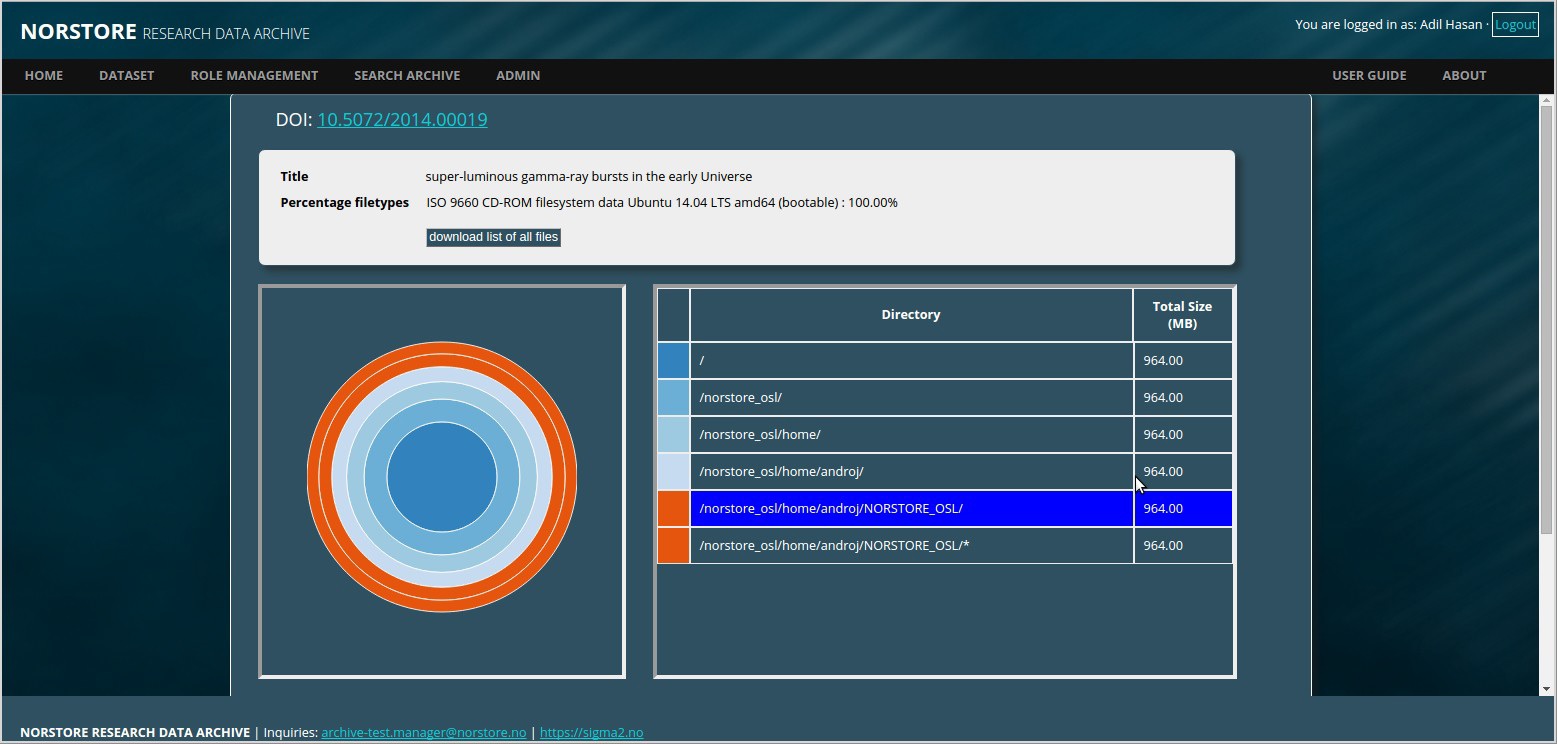 NORSTORE RESEARCH DATA ARCHIVE
You are logged in as: Adil Hasan · Logout
HOME DATASET ROLE MANAGEMENT SEARCH ARCHIVE ADMIN USER GUIDE ABOUT
DOI: 10.5072/2014.00019
Title super-luminous gamma-ray bursts in the early Universe
Percentage filetypes ISO 9660 CD-ROM filesystem data Ubuntu 14.04 LTS amd64 (bootable) : 100.00%
download list of all files
Directory Total Size
(MB)
/ 964.00
/norstore_osl/ 964.00
/norstore_osl/home/ 964.00
/norstore_osl/home/androj/ 964.00
/norstore_osl/home/androj/NORSTORE_OSL/ 964.00
/norstore_osl/home/androj/NORSTORE_OSL/* 964.00
NORSTORE RESEARCH DATA ARCHIVE | Inquiries: archive-test.manager@norstore.no | https://sigma2.no